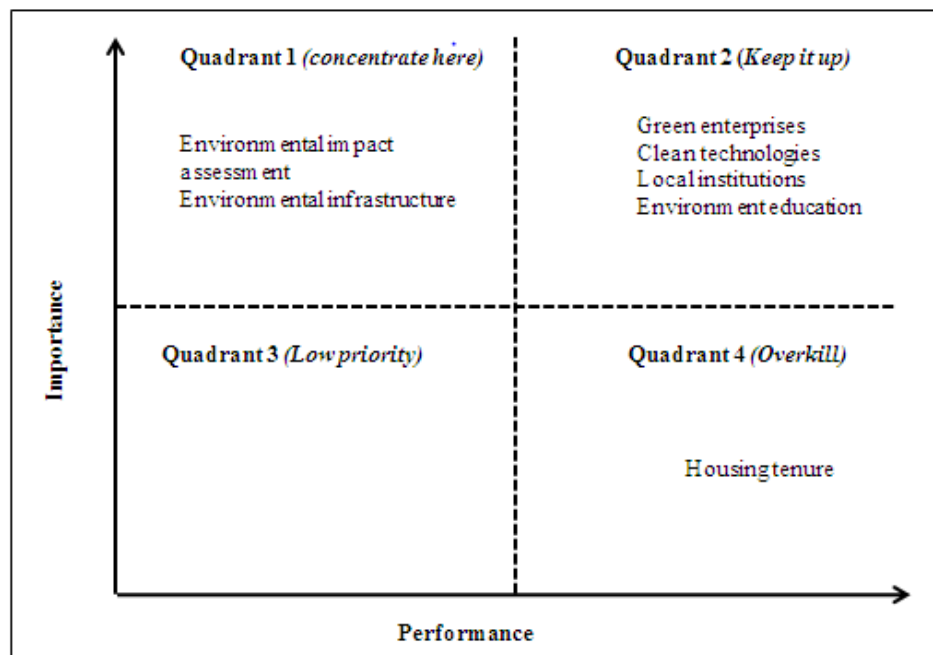 Quadrant 1 (concentrate here)
Quadrant 2 (Keep it up)
Environmental impact
assessment
Environmental infrastructure
Green enterprises
Clean technologies
Local institutions
Environment education
Importance
Quadrant 3 (Low priority)
Quadrant 4 (Overkill)
Housing tenure
Performance